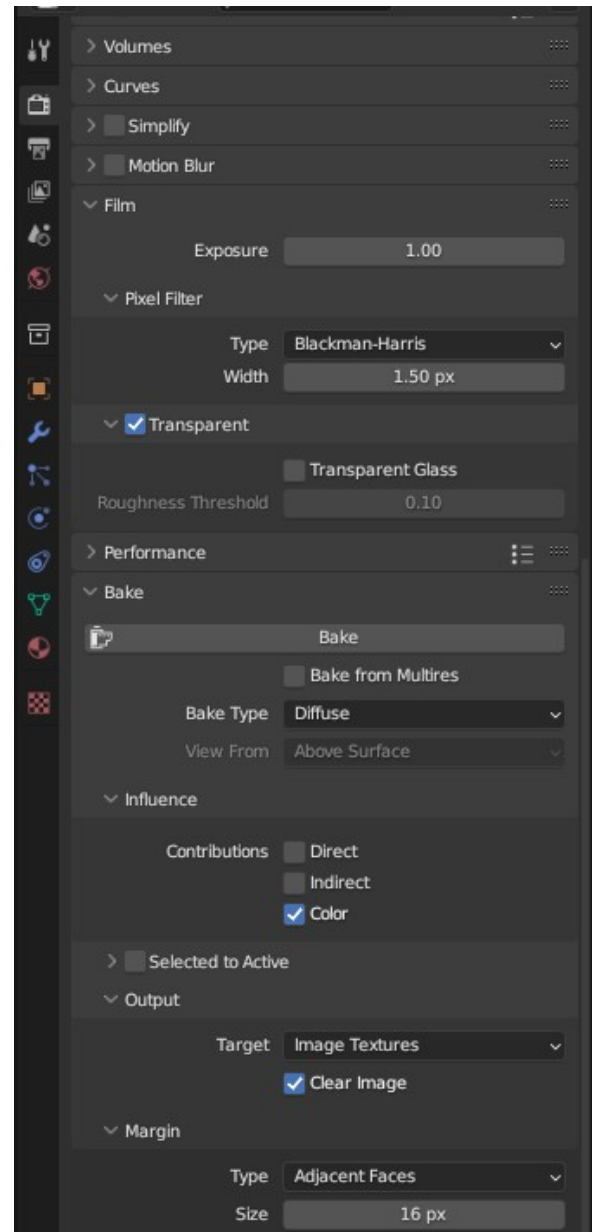 Volumes
Curves
Simplify
Motion Blur
Film
Exposure 1.00
Pixel Filter
Type Blackman-Harris
Width 1.50 px
Transparent
Transparent Glass
Roughness Threshold 0.10
Performance
Bake
Bake
Bake from Multires
Bake Type Diffuse
View From Above Surface
Influence
Contributions Direct
Indirect
Color
Selected to Active
Output
Target Image Textures
Clear Image
Margin
Type Adjacent Faces
Size 16 px